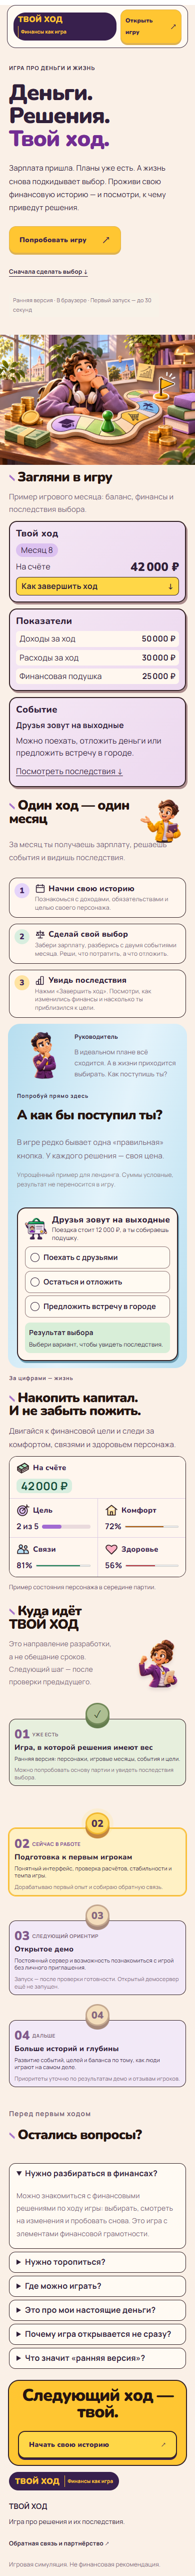 ТВОЙ ХОД
Финансы как игра
Открыть
игру ↗
ИГРА ПРО ДЕНЬГИ И ЖИЗНЬ
Деньги.
Решения.
Твой ход.
Зарплата пришла. Планы уже есть. А жизнь
снова подкидывает выбор. Проживи свою
финансовую историю — и посмотри, к чему
приведут решения.
Попробовать игру ↗
Сначала сделать выбор ↓
Ранняя версия · В браузере · Первый запуск — до 30
секунд
Загляни в игру
Пример игрового месяца: баланс, финансы и
последствия выбора.
Твой ход
Месяц 8
На счёте 42 000 ₽
Как завершить ход ↓
Показатели
Доходы за ход 50 000 ₽
Расходы за ход 30 000 ₽
Финансовая подушка 25 000 ₽
Событие
Друзья зовут на выходные
Можно поехать, отложить деньги или
предложить встречу в городе.
Посмотреть последствия ↓
Один ход — один
месяц
За месяц ты получаешь зарплату, решаешь
события и видишь последствия.
1 Начни свою историю
Познакомься с доходами, обязательствами и
целью своего персонажа.
2 Сделай свой выбор
Забери зарплату, разберись с двумя событиями
месяца. Реши, что потратить, а что отложить.
3 Увидь последствия
Нажми «Завершить ход». Посмотри, как
изменились финансы и насколько ты
приблизился к цели.
Руководитель
В идеальном плане всё
сходится. А в жизни приходится
выбирать. Как поступишь ты?
Попробуй прямо здесь
А как бы поступил ты?
В игре редко бывает одна «правильная»
кнопка. У каждого решения — своя цена.
Упрощённый пример для лендинга. Суммы условные,
результат не переносится в игру.
Друзья зовут на выходные
Поездка стоит 12 000 ₽, а ты собираешь
подушку.
Поехать с друзьями
Остаться и отложить
Предложить встречу в городе
Результат выбора
Выбери вариант, чтобы увидеть последствия.
За цифрами — жизнь
Накопить капитал.
И не забыть пожить.
Двигайся к финансовой цели и следи за
комфортом, связями и здоровьем персонажа.
На счёте
42 000 ₽
Цель
2 из 5
Комфорт
72%
Связи
81%
Здоровье
56%
Пример состояния персонажа в середине партии.
Куда идёт
ТВОЙ ХОД
Это направление разработки,
а не обещание сроков.
Следующий шаг — после
проверки предыдущего.
✓
01 УЖЕ ЕСТЬ
Игра, в которой решения имеют вес
Ранняя версия: персонажи, игровые месяцы, события и цели.
Можно попробовать основу партии и увидеть последствия
выбора.
02
02 СЕЙЧАС В РАБОТЕ
Подготовка к первым игрокам
Понятный интерфейс, проверка расчётов, стабильности и
темпа игры.
Дорабатываю первый опыт и собираю обратную связь.
03
03 СЛЕДУЮЩИЙ ОРИЕНТИР
Открытое демо
Постоянный сервер и возможность познакомиться с игрой
без личного приглашения.
Запуск — после проверки готовности. Открытый демосервер
ещё не запущен.
04
04 ДАЛЬШЕ
Больше историй и глубины
Развитие событий, целей и баланса по тому, как люди
играют на самом деле.
Приоритеты уточню по результатам демо и отзывам игроков.
Перед первым ходом
Остались вопросы?
▼ Нужно разбираться в финансах?
Можно знакомиться с финансовыми
решениями по ходу игры: выбирать, смотреть
на изменения и пробовать снова. Это игра с
элементами финансовой грамотности.
▶ Нужно торопиться?
▶ Где можно играть?
▶ Это про мои настоящие деньги?
▶ Почему игра открывается не сразу?
▶ Что значит «ранняя версия»?
Следующий ход —
твой.
Начать свою историю ↗
ТВОЙ ХОД Финансы как игра
ТВОЙ ХОД
Игра про решения и их последствия.
Обратная связь и партнёрство ↗
Игровая симуляция. Не финансовая рекомендация.